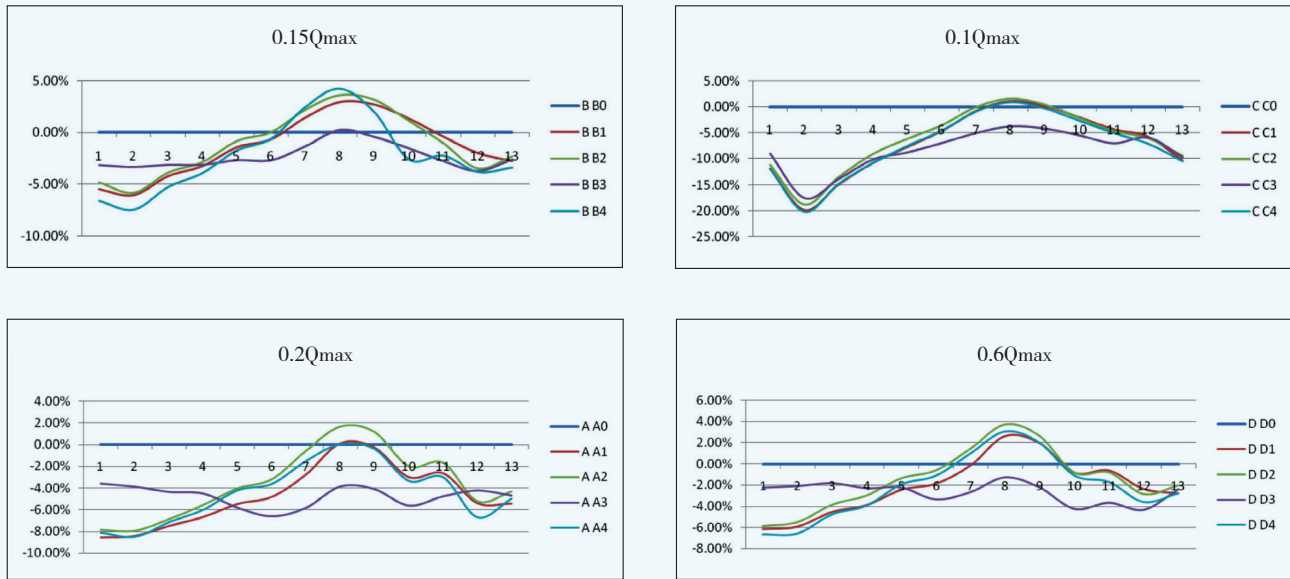 0.15Qmax
5.00%
0.00%
-5.00%
-10.00%
1 2 3 4 5 6 7 8 9 10 11 12 13
B B0
B B1
B B2
B B3
B B4
0.1Qmax
5.00%
0.00%
-5.00%
-10.00%
-15.00%
-20.00%
-25.00%
1 2 3 4 5 6 7 8 9 10 11 12 13
C C0
C C1
C C2
C C3
C C4
0.2Qmax
4.00%
2.00%
0.00%
-2.00%
-4.00%
-6.00%
-8.00%
-10.00%
1 2 3 4 5 6 7 8 9 10 11 12 13
A A0
A A1
A A2
A A3
A A4
0.6Qmax
6.00%
4.00%
2.00%
0.00%
-2.00%
-4.00%
-6.00%
-8.00%
1 2 3 4 5 6 7 8 9 10 11 12 13
D D0
D D1
D D2
D D3
D D4